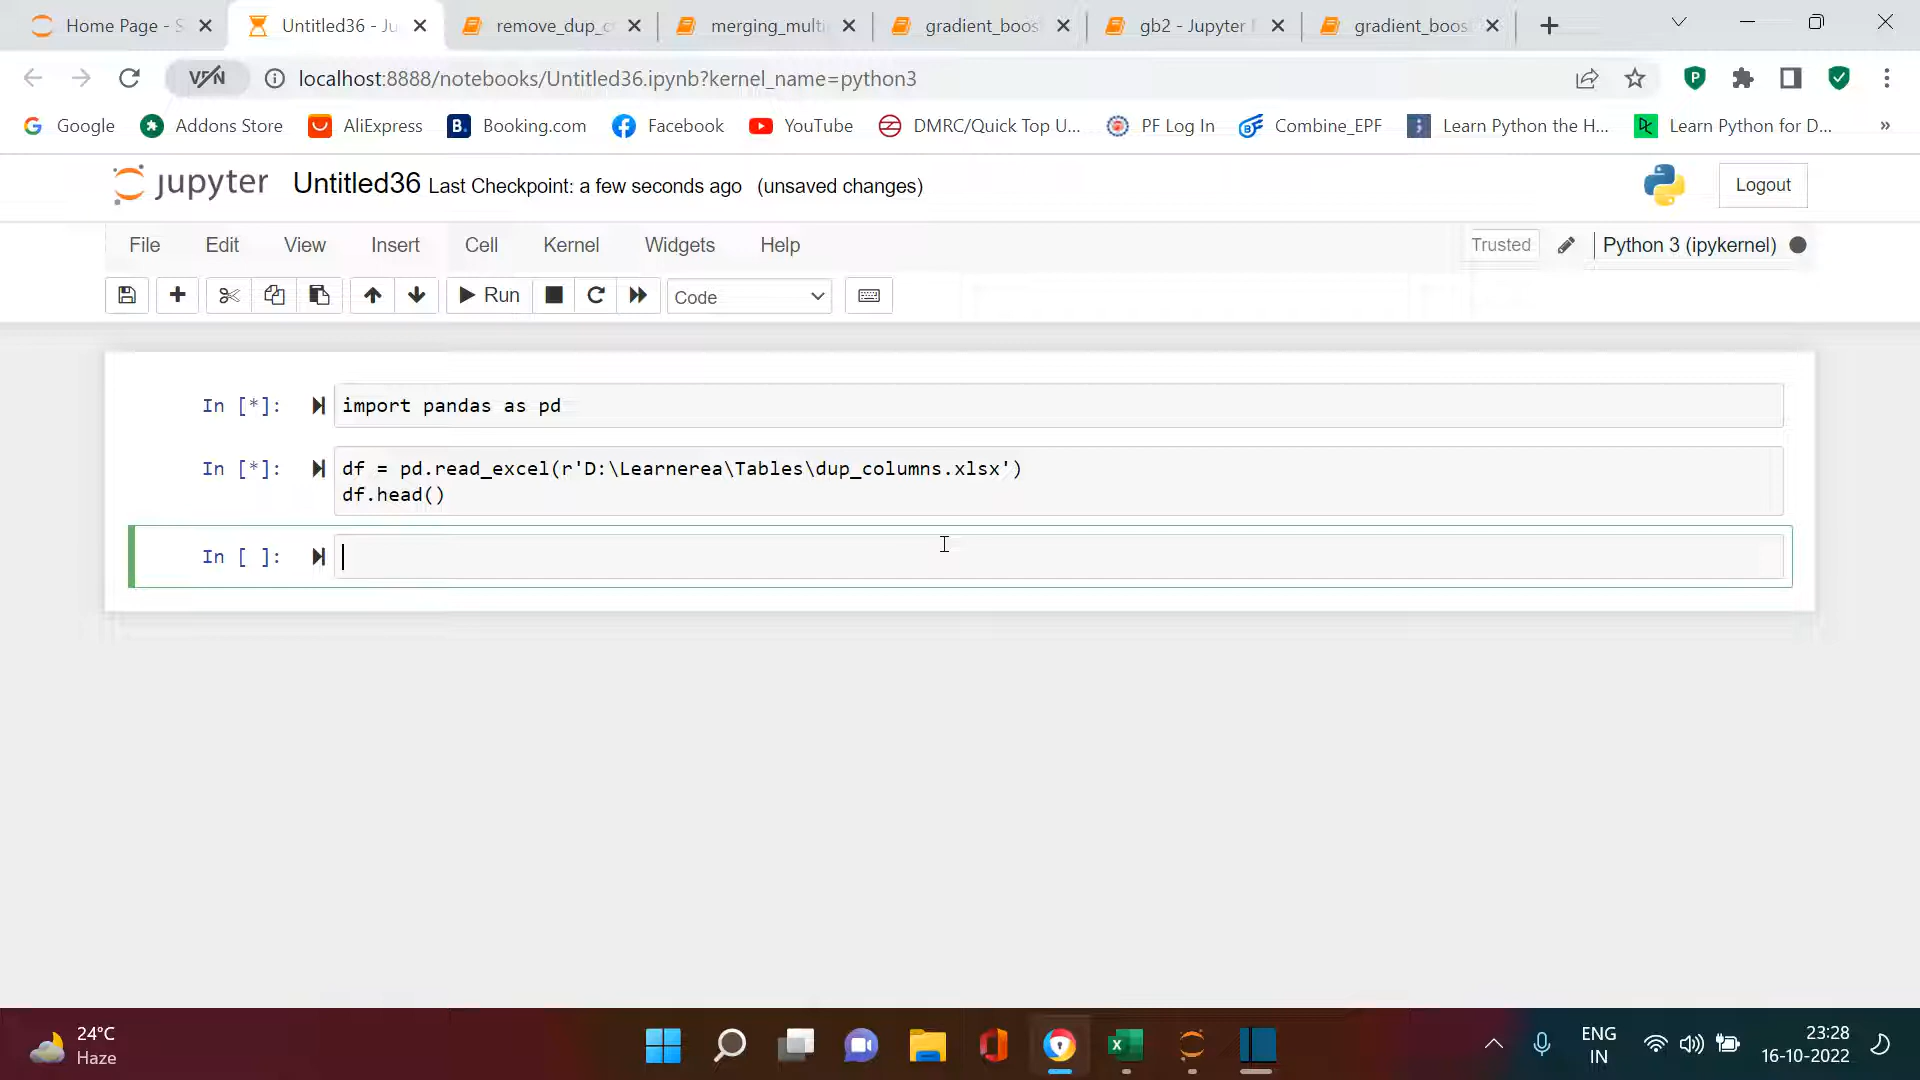 Home Page - S
Untitled36 - Ju
remove_dup_c
merging_multi
gradient_boos
gb2 - Jupyter
gradient_boos
VPN
localhost:8888/notebooks/Untitled36.ipynb?kernel_name=python3
Google
Addons Store
AliExpress
B.
Booking.com
Facebook
YouTube
DMRC/Quick Top U...
PF Log In
Combine_EPF
Learn Python the H...
Learn Python for D...
»
jupyter
Untitled36 Last Checkpoint: a few seconds ago (unsaved changes)
Logout
File Edit View Insert Cell Kernel Widgets Help
Trusted
Python 3 (ipykernel)
Run
Code
In [*]: import pandas as pd
In [*]: df = pd.read_excel(r'D:\Learnerea\Tables\dup_columns.xlsx')
df.head()
In [ ]:
24°C
Haze
ENG
IN
23:28
16-10-2022